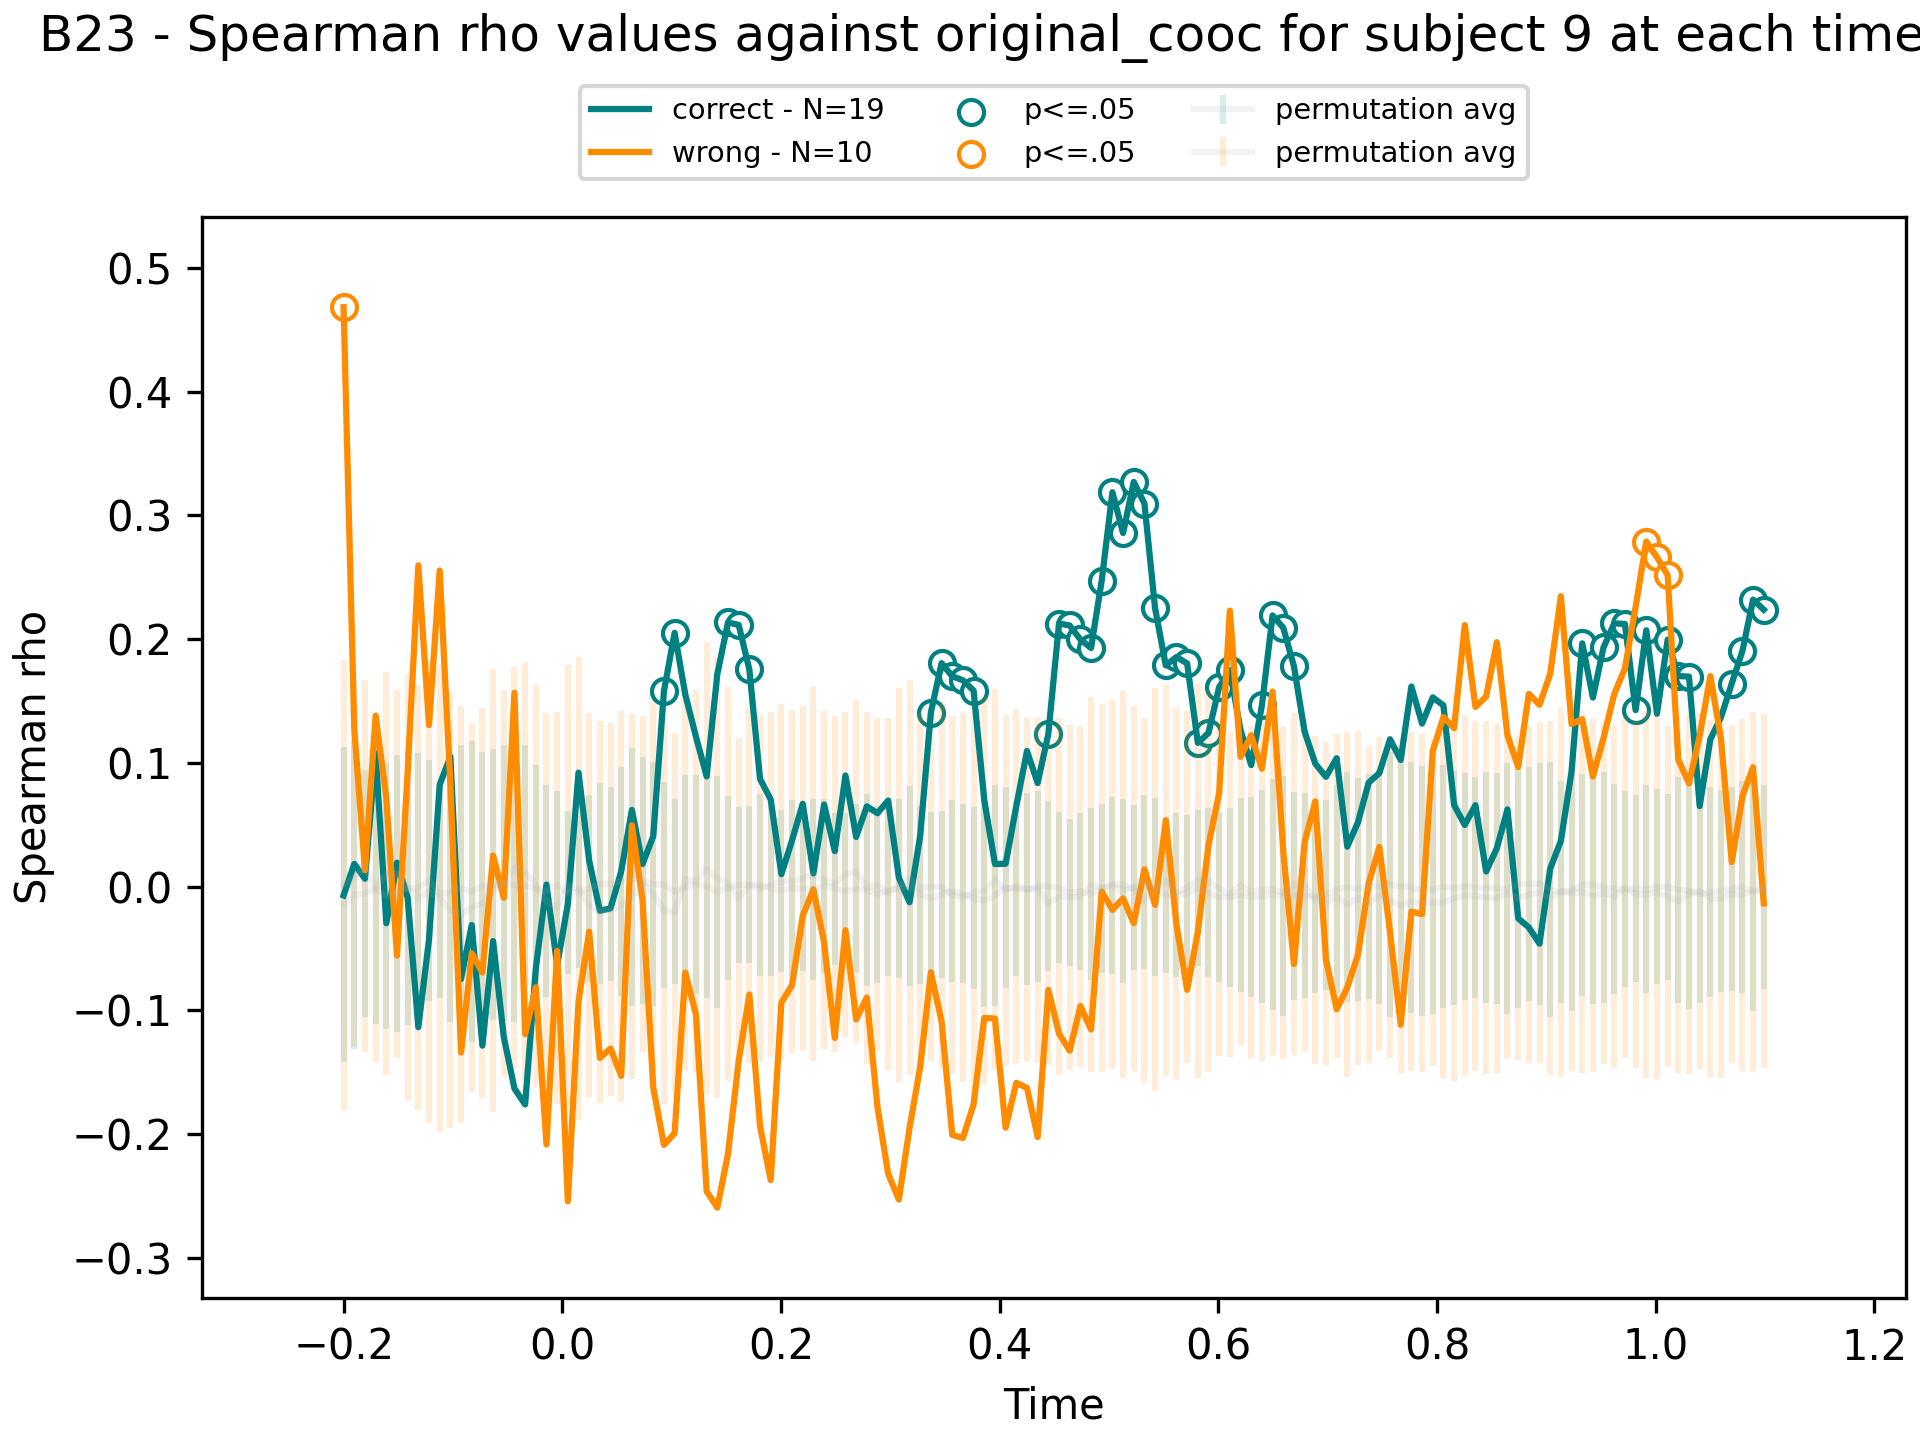 B23 - Spearman rho values against original_cooc for subject 9 at each time
correct - N=19
wrong - N=10
p<=.05
p<=.05
permutation avg
permutation avg
Spearman rho
0.5
0.4
0.3
0.2
0.1
0.0
−0.1
−0.2
−0.3
−0.2 0.0 0.2 0.4 0.6 0.8 1.0 1.2
Time